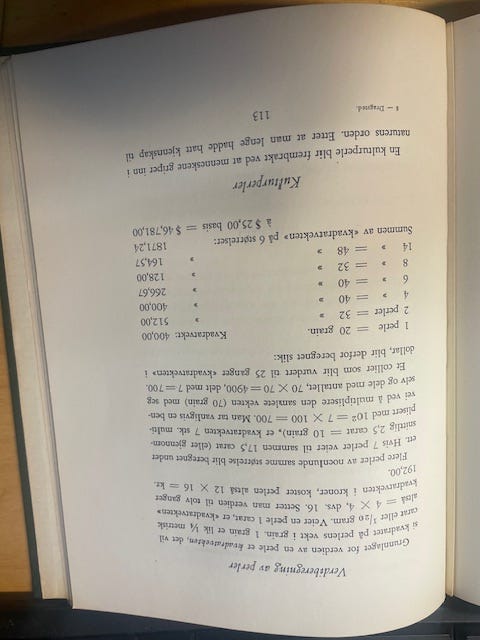 Verdiberegning av perler
Grunnlaget for verdien av en perle er kvadratvekten, det vil
si kvadratet på perlens vekt i grain. 1 grain er lik ¼ metrisk
carat eller 1/20 gram. Veier en perle 1 carat, er «kvadratvekten»
altså = 4 × 4, dvs. 16. Setter man verdien til tolv ganger
kvadratvekten i kroner, koster perlen altså 12 × 16 = kr.
192,00.
Flere perler av noenlunde samme størrelse blir beregnet under
ett. Hvis 7 perler veier til sammen 17,5 carat (eller gjennom-
snittlig 2,5 carat = 10 grain), er kvadratvekten 7 stk. multi-
plisert med 10² = 7 × 100 = 700. Man tar vanligvis en ben-
vei ved å multiplisere den samlete vekten (70 grain) med seg
selv og dele med antallet, 70 × 70 = 4900, delt med 7 = 700.
Et collier som blir vurdert til 25 ganger «kvadratvekten» i
dollar, blir derfor beregnet slik:
1 perle = 20 grain. Kvadratvekt: 400,00
2 perler = 32 » » 512,00
4 » = 40 » » 400,00
6 » = 40 » » 266,67
8 » = 32 » » 128,00
14 » = 48 » » 164,57
Summen av «kvadratvekten» på 6 størrelser: 1871,24
à $ 25,00 basis = $ 46,781,00
Kulturperler
En kulturperle blir frembrakt ved at menneskene griper inn i
naturens orden. Etter at man lenge hadde hatt kjennskap til
8 — Dragsted.
113